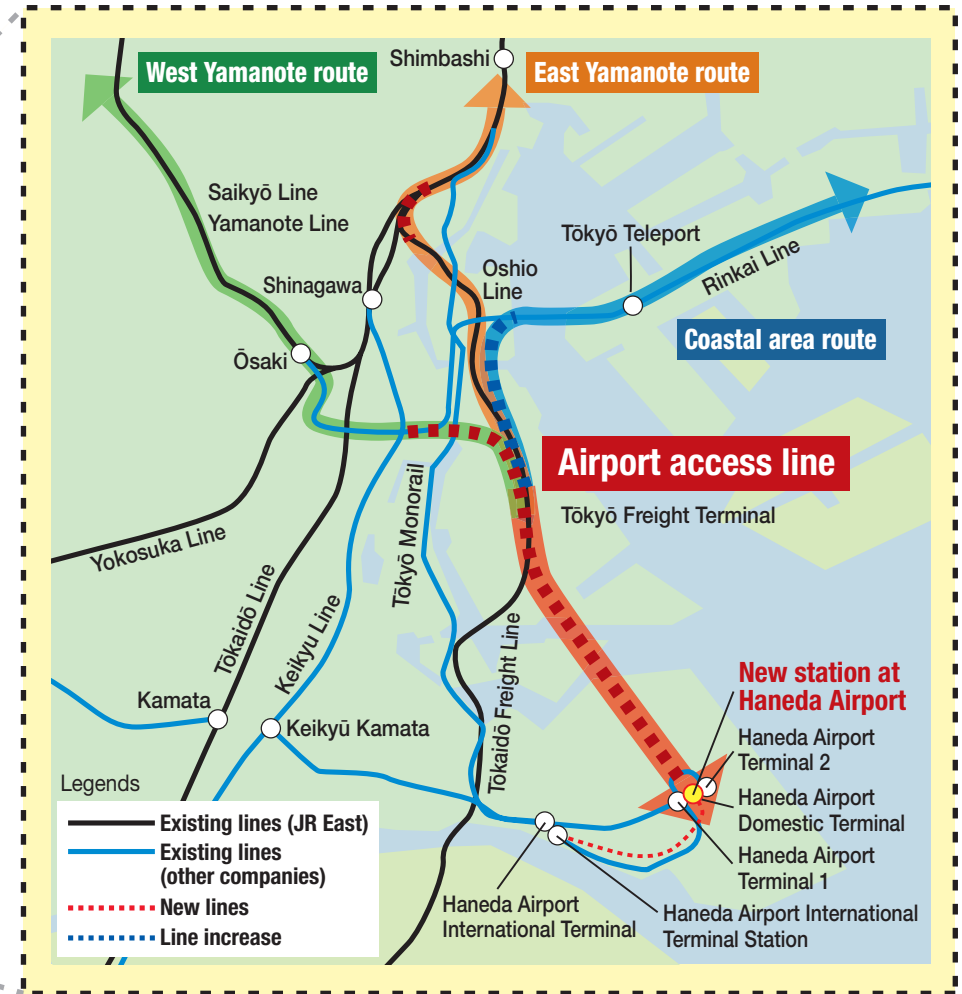 Shimbashi
West Yamanote route
East Yamanote route
Saikyō Line
Yamanote Line
Tōkyō Teleport
Oshio
Line
Rinkai Line
Shinagawa
Coastal area route
Ōsaki
Airport access line
Tōkyō Freight Terminal
Yokosuka Line
Tōkaidō Line
Keikyu Line
Tōkyō Monorail
Tōkaidō Freight Line
New station at
Haneda Airport
Kamata
Keikyū Kamata
Haneda Airport
Terminal 2
Haneda Airport
Domestic Terminal
Haneda Airport
Terminal 1
Haneda Airport
International Terminal
Haneda Airport International
Terminal Station
Legends
Existing lines (JR East)
Existing lines
(other companies)
New lines
Line increase